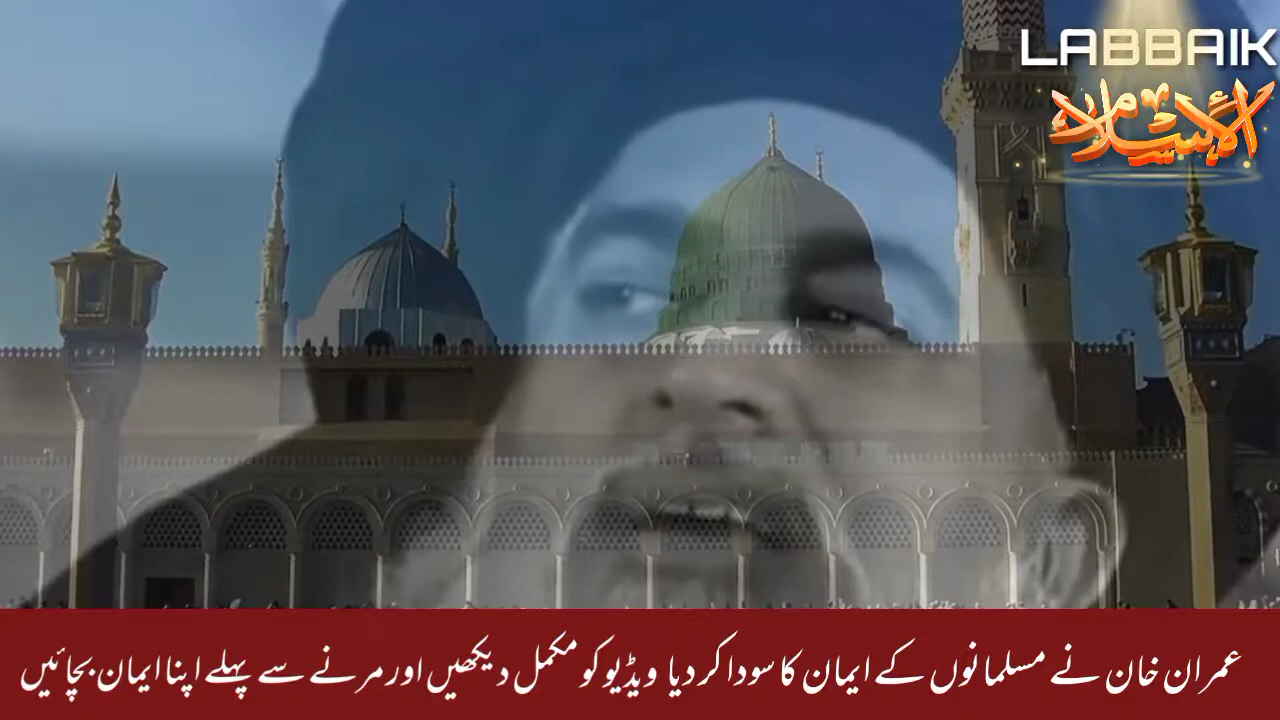 LABBAIK
الإسلام
عمران خان نے مسلمانوں کے ایمان کا سودا کر دیا ویڈیو کو مکمل دیکھیں اور مرنے سے پہلے اپنا ایمان بچائیں